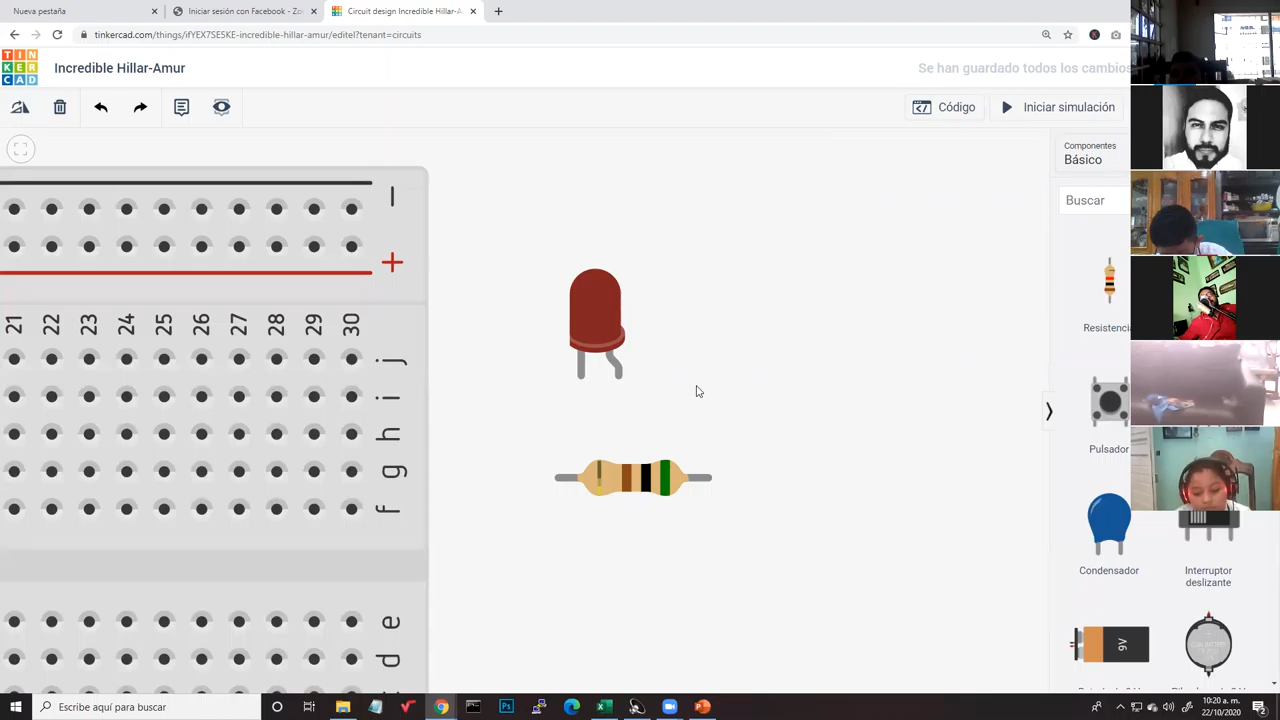 Nueva pestaña
Iniciar sesión con Facebook - Zo
Circuit design Incredible Hillar-A
tinkercad.com/things/ifYEX7SE5KE-incredible-hillar-amur/editel?tenant=circuits
TIN
KER
CAD
Incredible Hillar-Amur
Se han guardado todos los cambios
Código
Iniciar simulación
Componentes
Básico
Buscar
Resistencia
Pulsador
Condensador
Interruptor
deslizante
9V
21 22 23 24 25 26 27 28 29 30
j
i
h
g
f
e
d
Escribe aquí para buscar
10:20 a. m.
22/10/2020
2